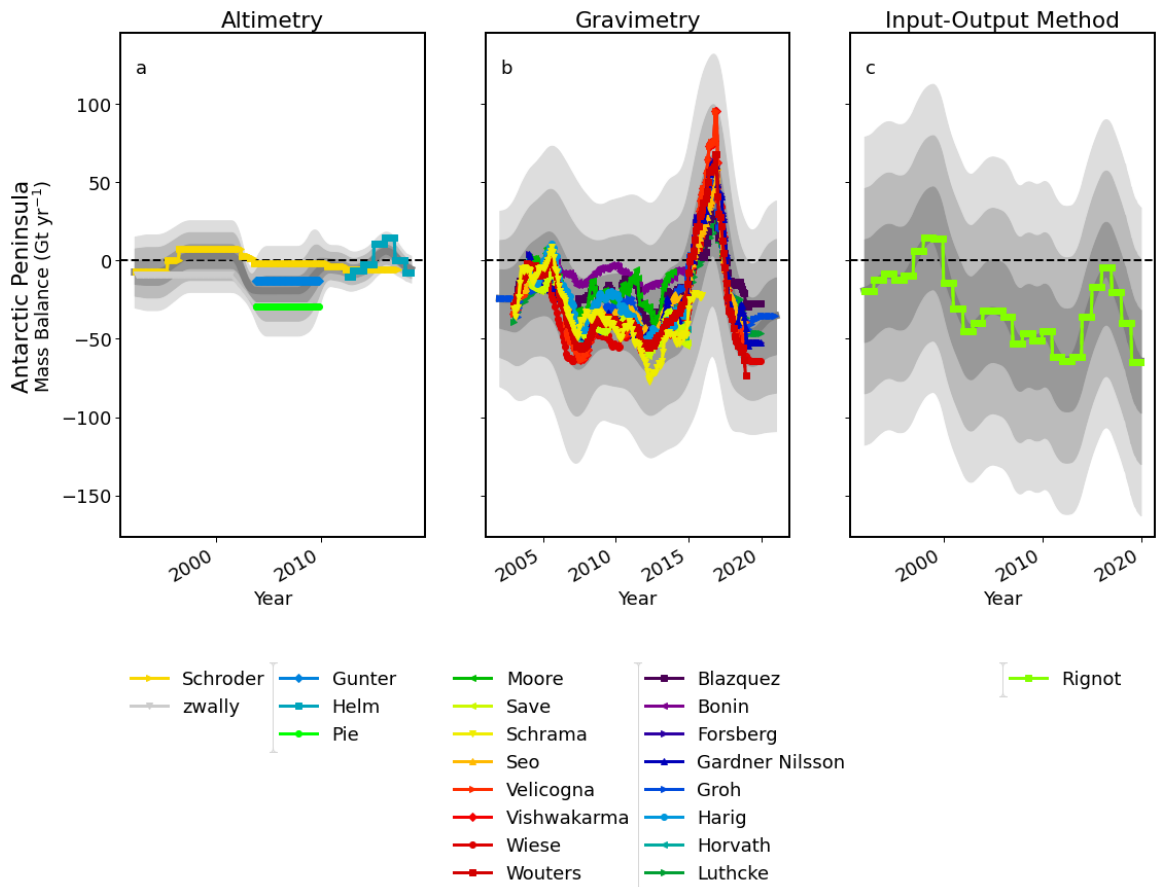 Altimetry
Gravimetry
Input-Output Method
a
b
c
Antarctic Peninsula
Mass Balance (Gt yr⁻¹)
100
50
0
−50
−100
−150
2000
2010
2005
2010
2015
2020
2000
2010
2020
Year
Year
Year
Schroder
zwally
Gunter
Helm
Pie
Moore
Save
Schrama
Seo
Velicogna
Vishwakarma
Wiese
Wouters
Blazquez
Bonin
Forsberg
Gardner Nilsson
Groh
Harig
Horvath
Luthcke
Rignot